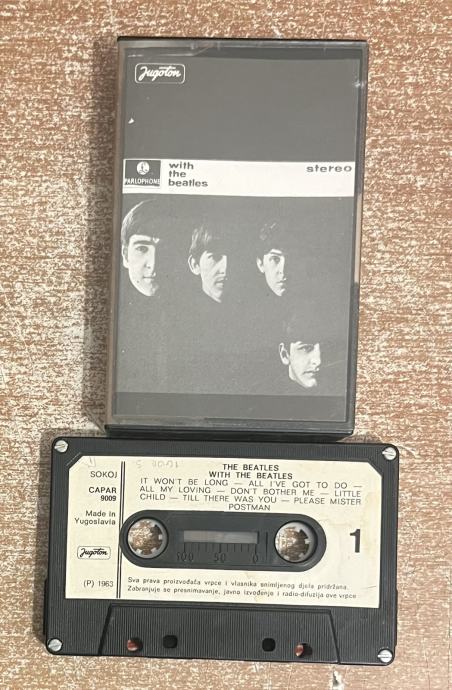 Jugoton
PARLOPHONE
with
the
beatles
stereo
SOKOJ
CAPAR
9009
Made in
Yugoslavia
Jugoton
(P) 1963
THE BEATLES
WITH THE BEATLES
IT WON'T BE LONG — ALL I'VE GOT TO DO —
ALL MY LOVING — DON'T BOTHER ME — LITTLE
CHILD — TILL THERE WAS YOU — PLEASE MISTER
POSTMAN
1
100 50 0
Sva prava proizvođača vrpce i vlasnika snimljenog djela pridržana.
Zabranjuje se presnimavanje, javno izvođenje i radio-difuzija ove vrpce